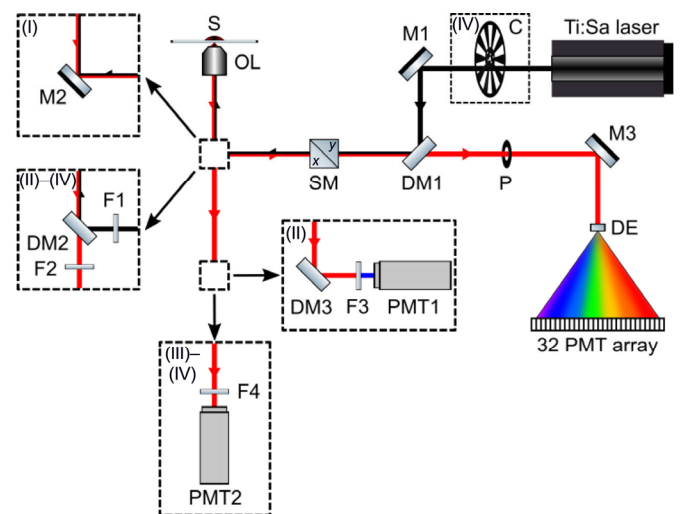 (I)
M2
S
OL
M1
(IV)
C
Ti:Sa laser
M3
x
y
SM
DM1
P
DE
(II)–(IV)
F1
DM2
F2
(II)
DM3
F3
PMT1
32 PMT array
(III)–
(IV)
F4
PMT2